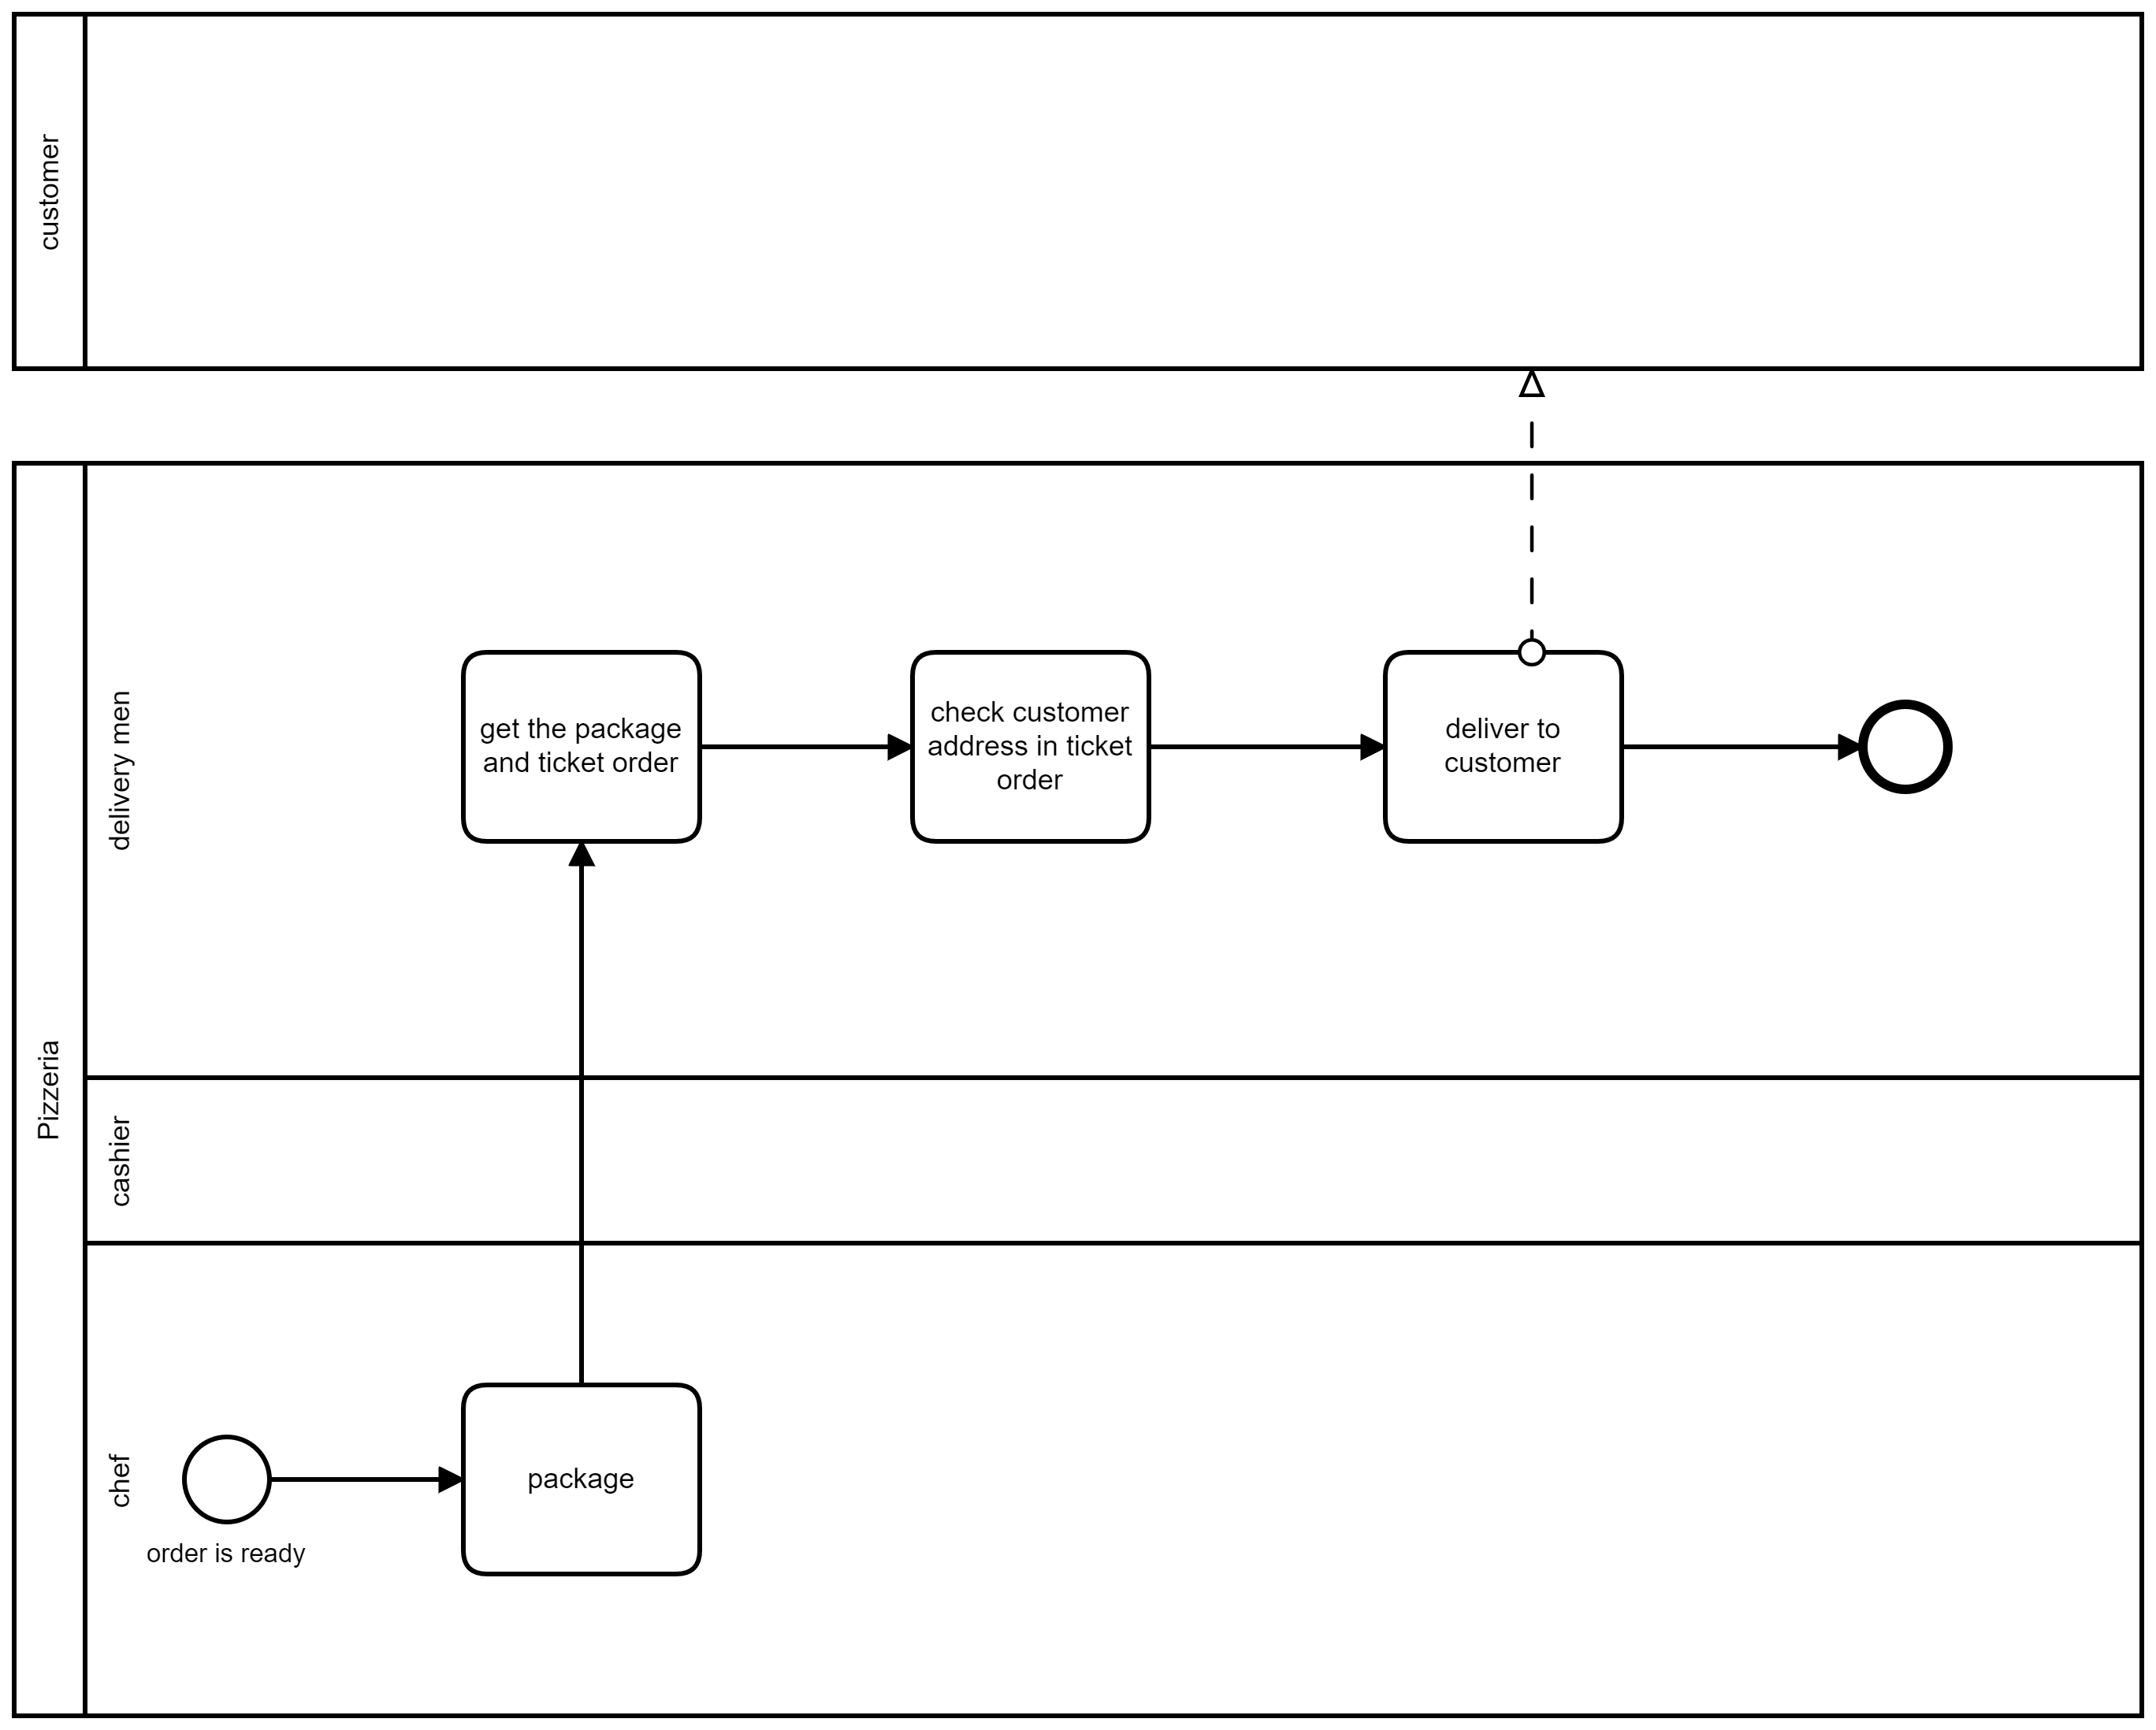 customer
Pizzeria
delivery men
get the package
and ticket order
check customer
address in ticket
order
deliver to
customer
cashier
chef
order is ready
package